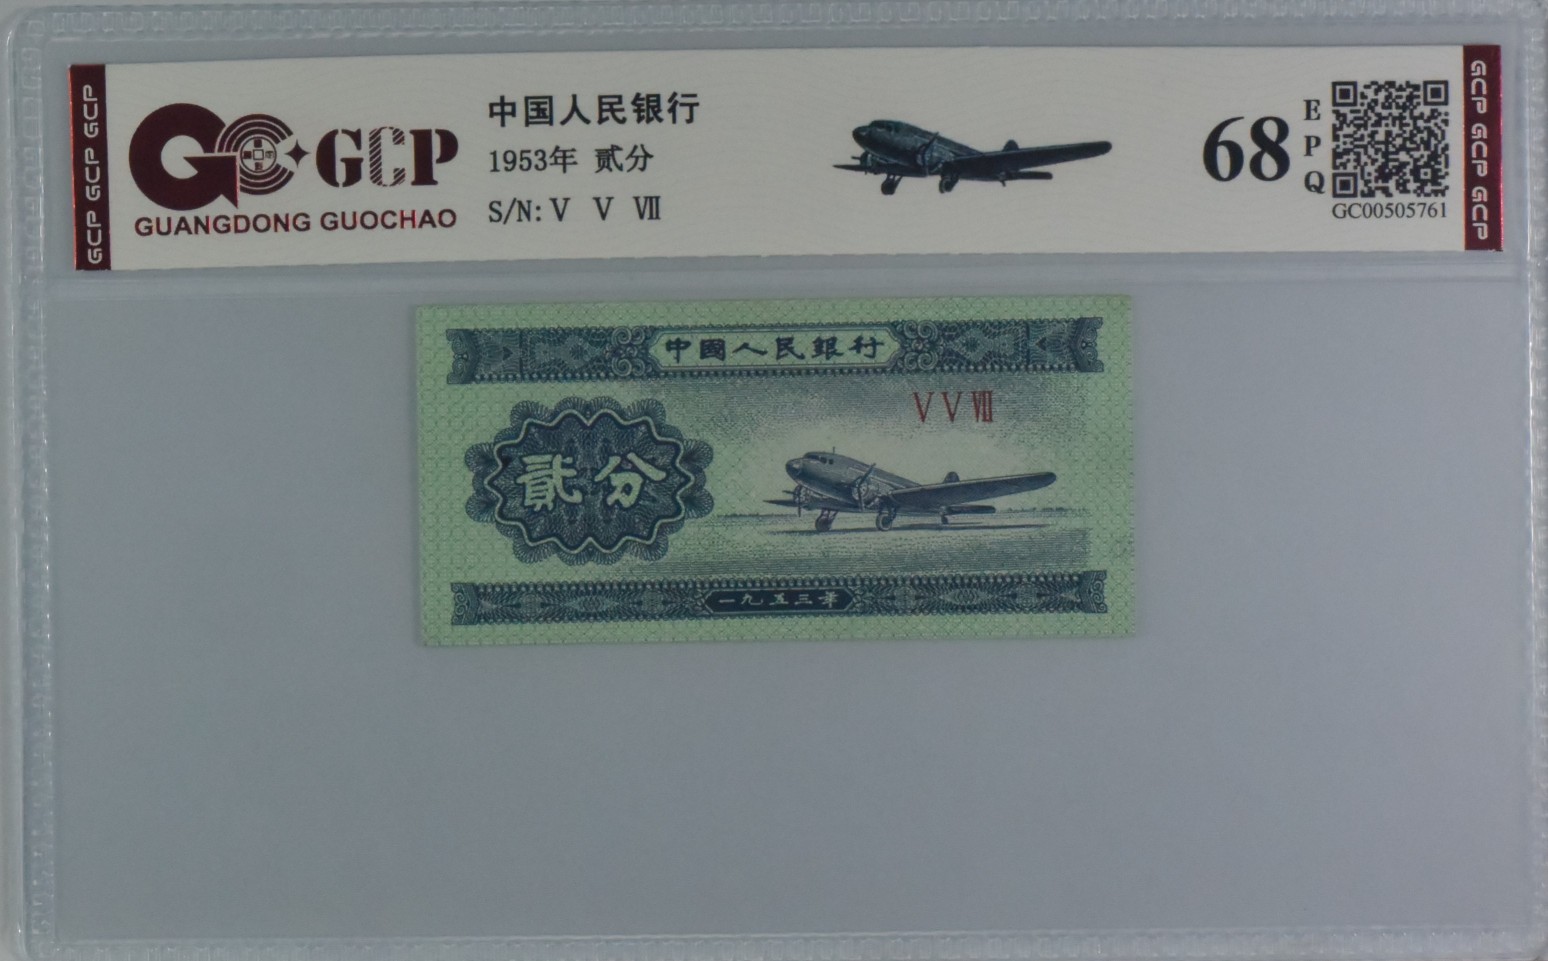 GCP GCP GCP
GCP
GUANGDONG GUOCHAO
中国人民银行
1953年 贰分
S/N: V V VII
68
EPQ
GC00505761
GCP GCP GCP
中國人民銀行
V V VII
貳分
一九五三年